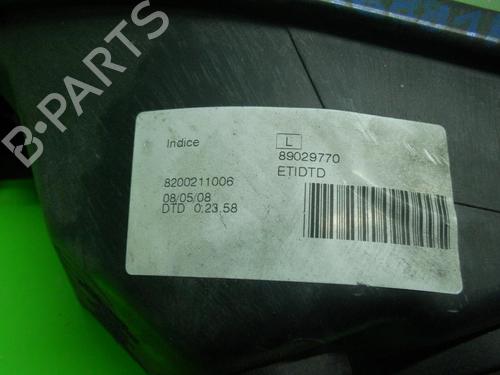 B-PARTS
Indice
L
89029770
ETIDTD
8200211006
08/05/08
DTD 0:23.58